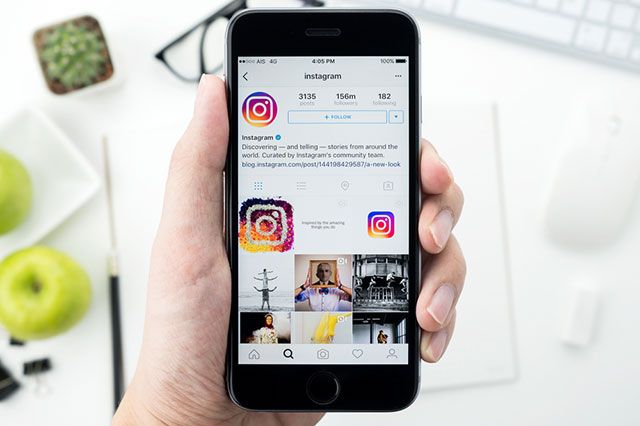 AIS 4G 4:05 PM 100%
instagram
3135 156m 182
posts followers following
+ FOLLOW
Instagram
Discovering — and telling — stories from around the
world. Curated by Instagram's community team.
blog.instagram.com/post/144198429587/a-new-look
Inspired by the amazing
things you do